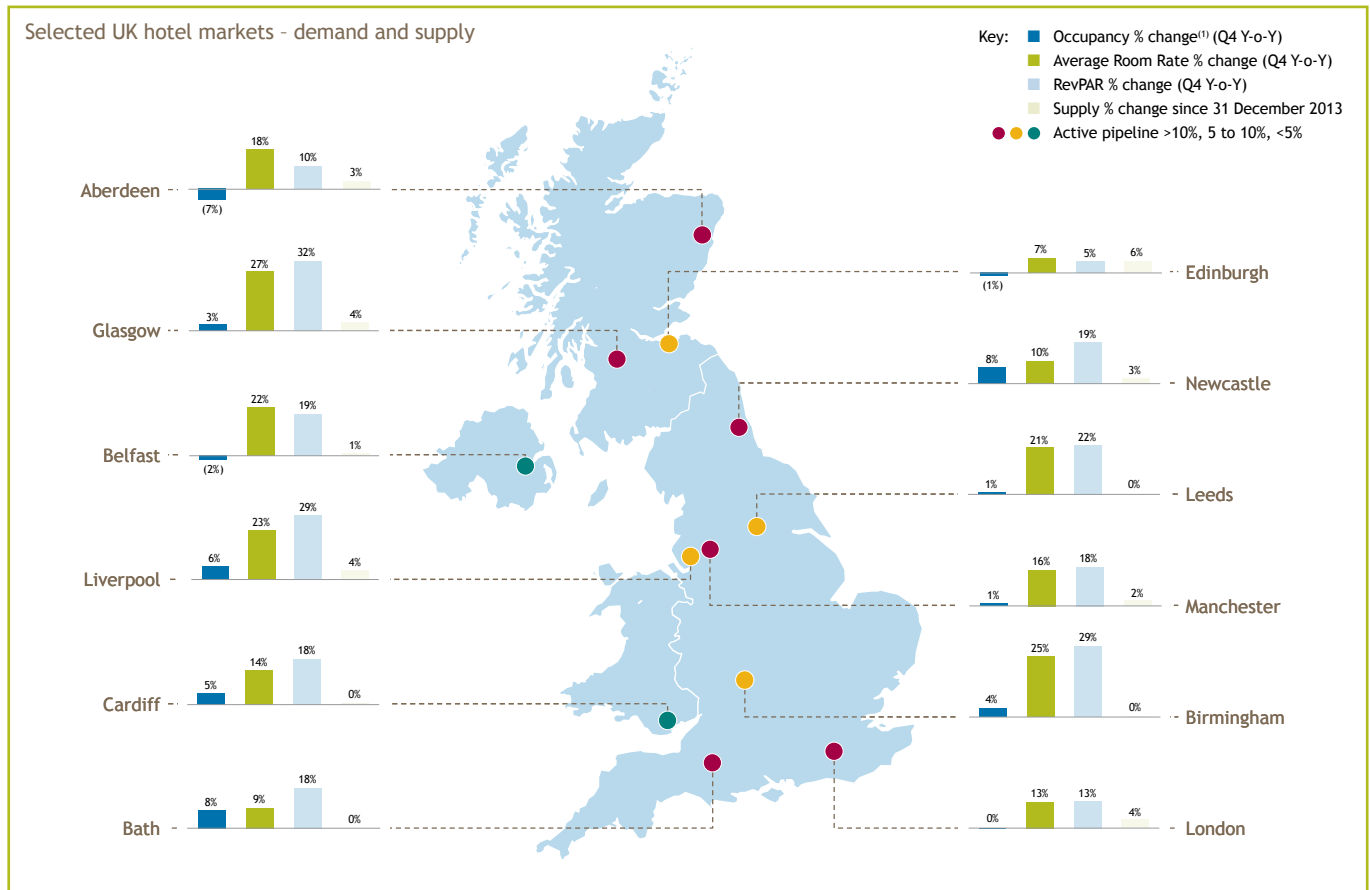 Selected UK hotel markets – demand and supply
Key:
Occupancy % change(1) (Q4 Y-o-Y)
Average Room Rate % change (Q4 Y-o-Y)
RevPAR % change (Q4 Y-o-Y)
Supply % change since 31 December 2013
Active pipeline >10%, 5 to 10%, <5%
Aberdeen
(7%)
18%
10%
3%
Glasgow
3%
27%
32%
4%
Belfast
(2%)
22%
19%
1%
Liverpool
6%
23%
29%
4%
Cardiff
5%
14%
18%
0%
Bath
8%
9%
18%
0%
(1%)
7%
5%
6%
Edinburgh
8%
10%
19%
3%
Newcastle
1%
21%
22%
0%
Leeds
1%
16%
18%
2%
Manchester
4%
25%
29%
0%
Birmingham
0%
13%
13%
4%
London